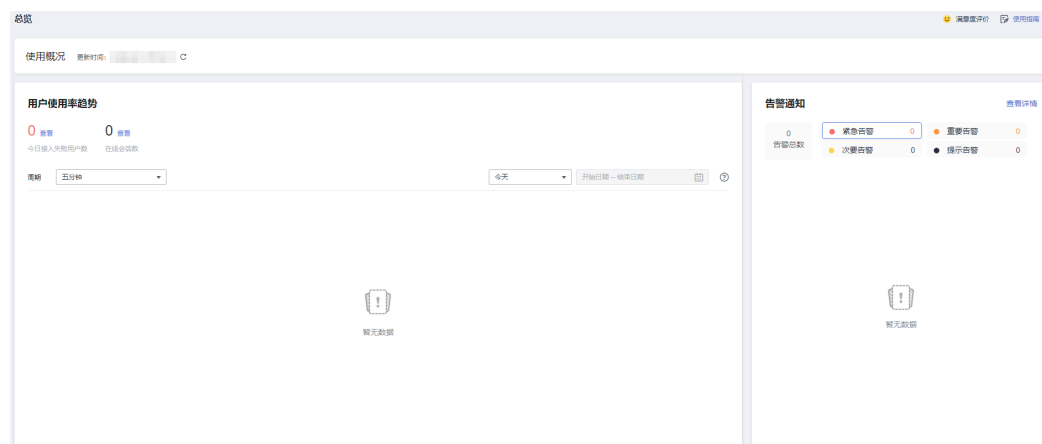 总览
满意度评价 使用指南
使用概况 更新时间：
用户使用率趋势
0 查看 0 查看
今日接入失败用户数 在线会话数
周期 五分钟 今天 开始日期 – 结束日期
暂无数据
告警通知 查看详情
0
告警总数
紧急告警 0 重要告警 0
次要告警 0 提示告警 0
暂无数据